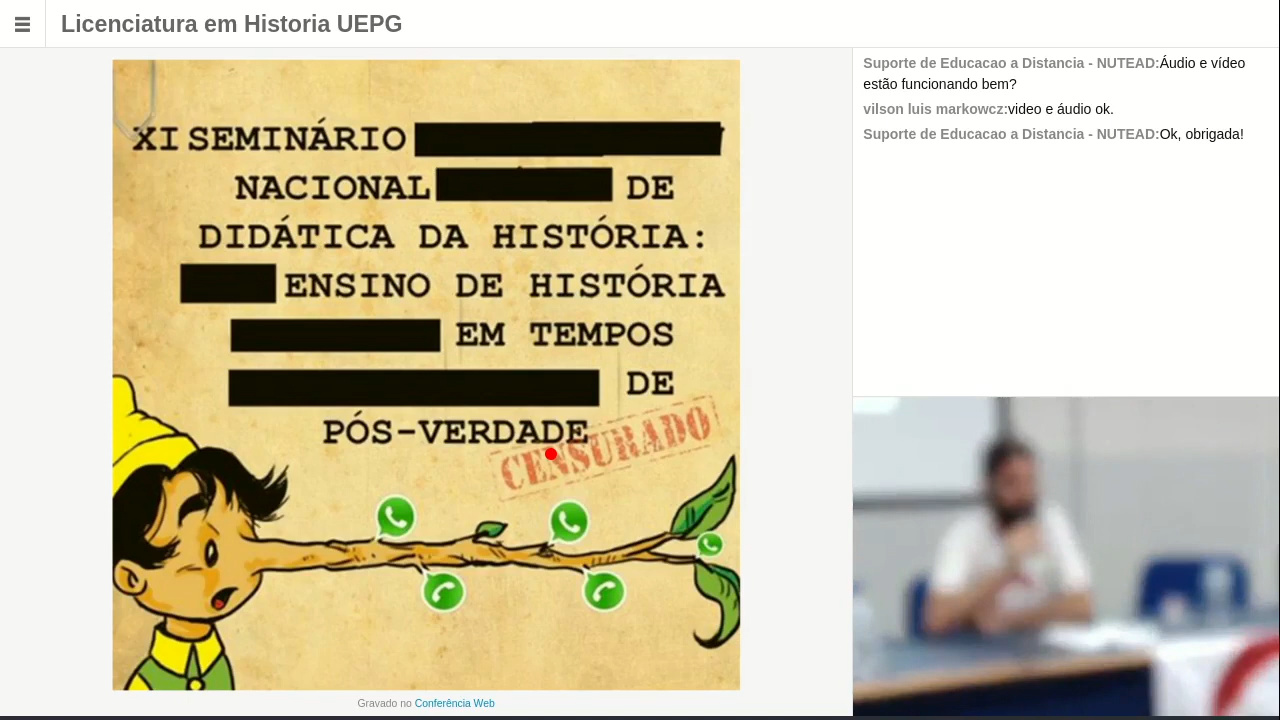 Licenciatura em Historia UEPG
XI SEMINÁRIO
NACIONAL DE
DIDÁTICA DA HISTÓRIA:
ENSINO DE HISTÓRIA
EM TEMPOS
DE
PÓS-VERDADE
CENSURADO
Gravado no Conferência Web
Suporte de Educacao a Distancia - NUTEAD:Áudio e vídeo
estão funcionando bem?
vilson luis markowcz:video e áudio ok.
Suporte de Educacao a Distancia - NUTEAD:Ok, obrigada!